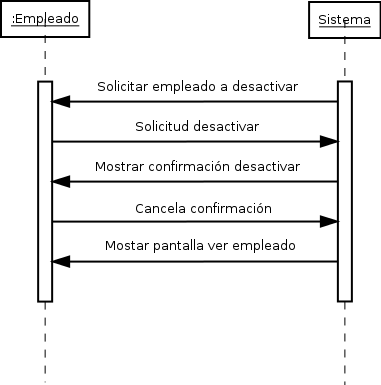 :Empleado
Sistema
Solicitar empleado a desactivar
Solicitud desactivar
Mostrar confirmación desactivar
Cancela confirmación
Mostar pantalla ver empleado